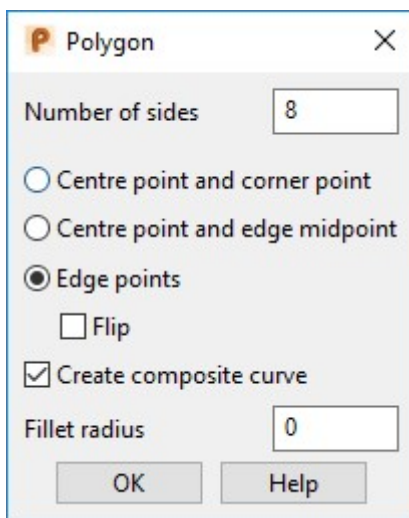 P Polygon
Number of sides 8
Centre point and corner point
Centre point and edge midpoint
Edge points
Flip
Create composite curve
Fillet radius 0
OK Help